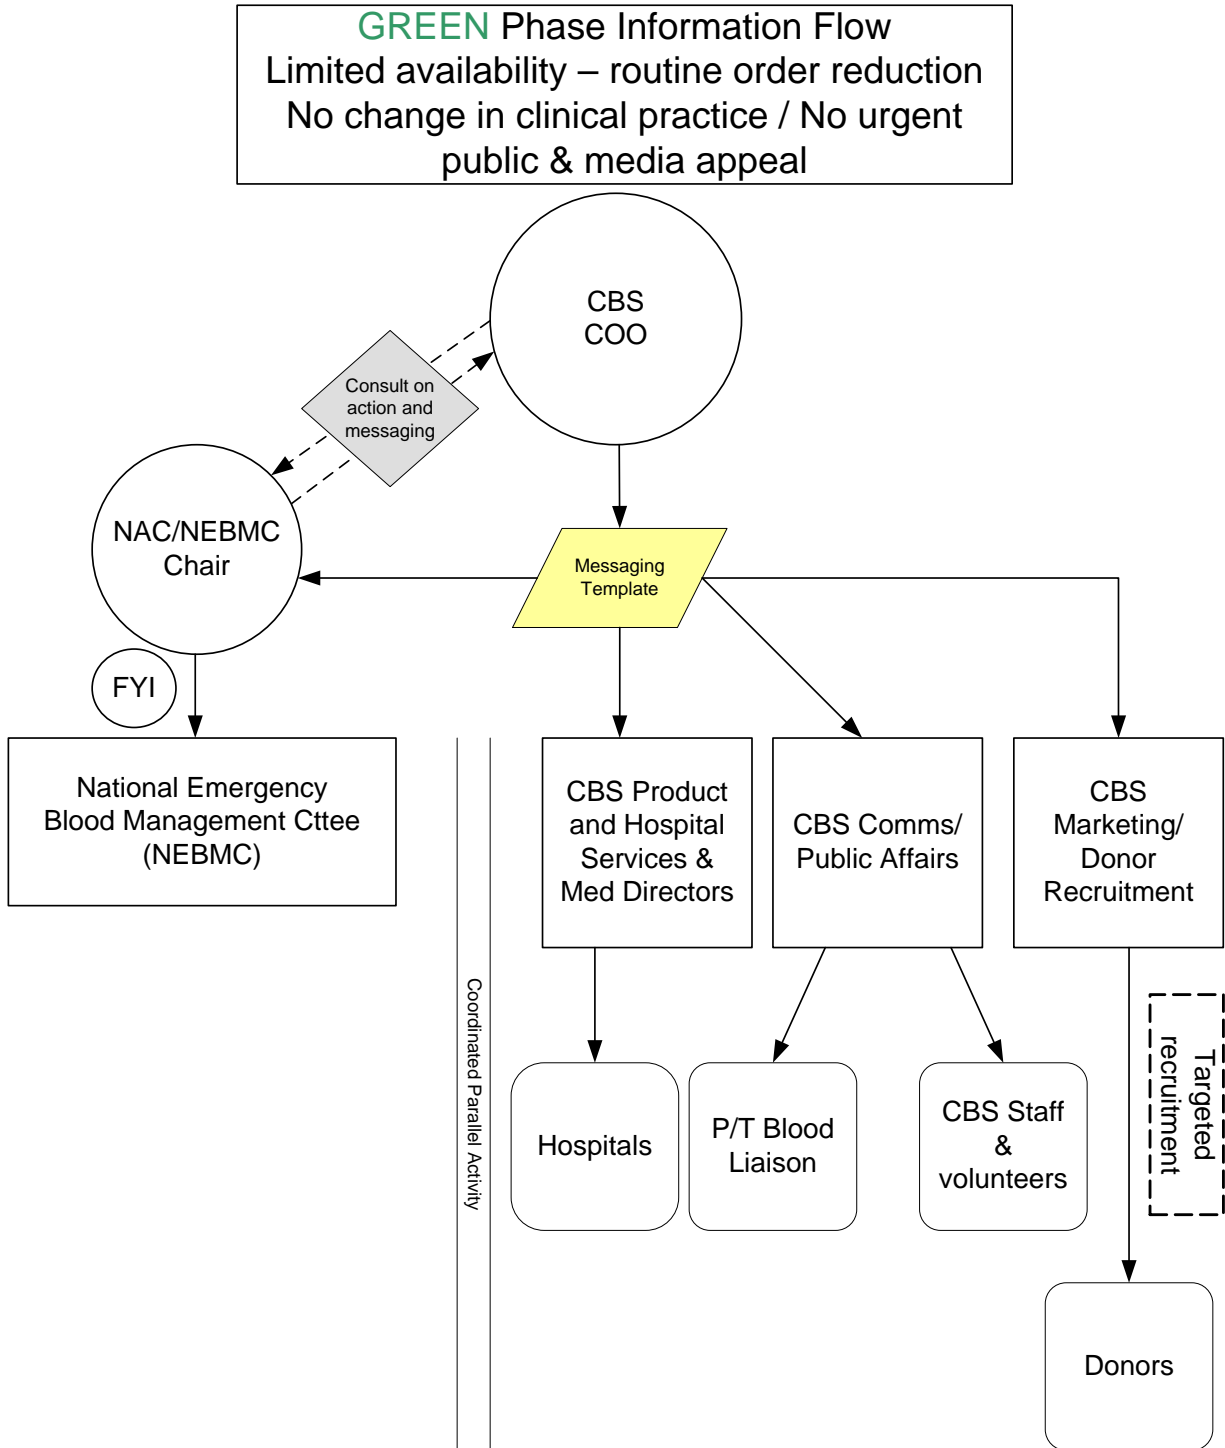 GREEN Phase Information Flow
Limited availability – routine order reduction
No change in clinical practice / No urgent
public & media appeal
CBS
COO
Consult on
action and
messaging
NAC/NEBMC
Chair
Messaging
Template
FYI
National Emergency
Blood Management Cttee
(NEBMC)
CBS Product
and Hospital
Services &
Med Directors
CBS Comms/
Public Affairs
CBS
Marketing/
Donor
Recruitment
Coordinated Parallel Activity
Targeted
recruitment
Hospitals
P/T Blood
Liaison
CBS Staff
&
volunteers
Donors